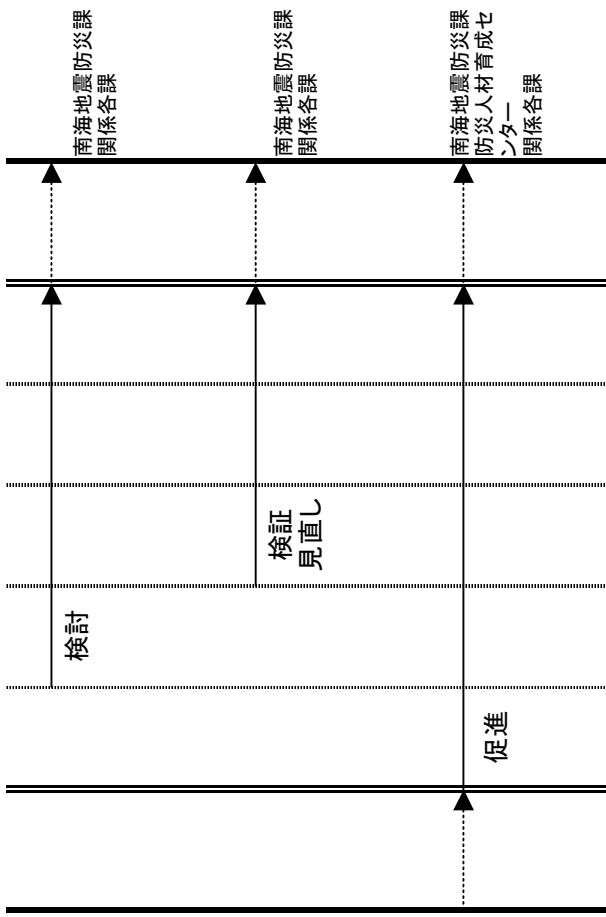 南海地震防災課
関係各課
南海地震防災課
関係各課
南海地震防災課
防災人材育成セ
ンター
関係各課
検討
検証
見直し
促進